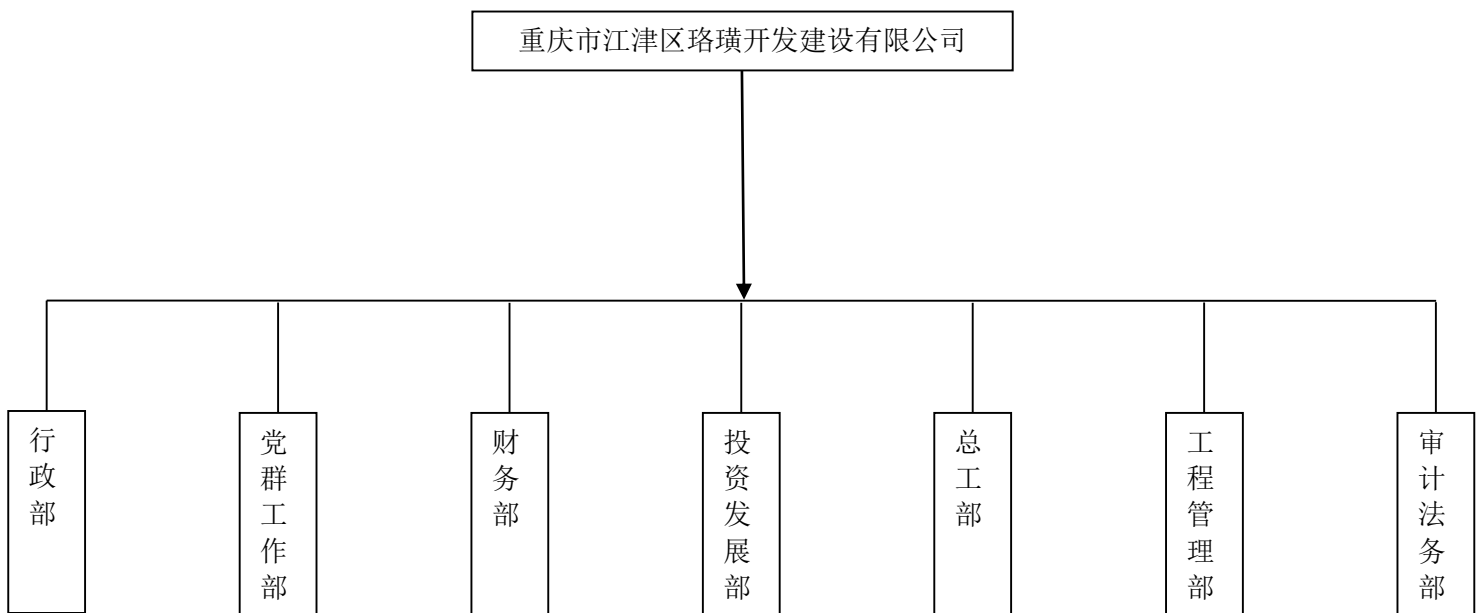 重庆市江津区珞璜开发建设有限公司
行政部
党群工作部
财务部
投资发展部
总工部
工程管理部
审计法务部